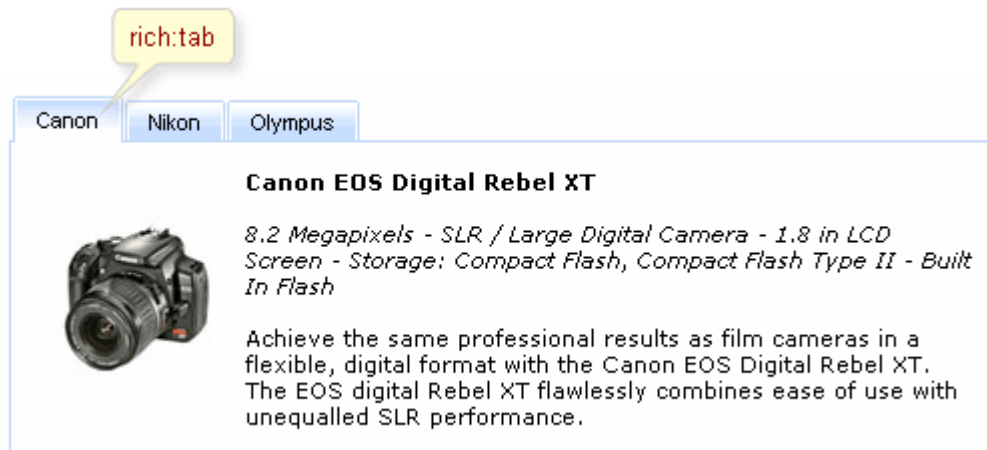 rich:tab
Canon Nikon Olympus
Canon EOS Digital Rebel XT
8.2 Megapixels - SLR / Large Digital Camera - 1.8 in LCD
Screen - Storage: Compact Flash, Compact Flash Type II - Built
In Flash
Achieve the same professional results as film cameras in a
flexible, digital format with the Canon EOS Digital Rebel XT.
The EOS digital Rebel XT flawlessly combines ease of use with
unequalled SLR performance.